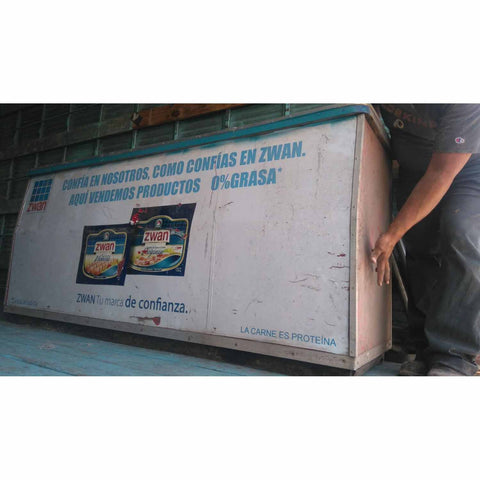 CONFÍA EN NOSOTROS, COMO CONFÍAS EN ZWAN.
AQUÍ VENDEMOS PRODUCTOS 0%GRASA*
zwan
zwan
zwan
ZWAN Tu marca de confianza.
LA CARNE ES PROTEÍNA